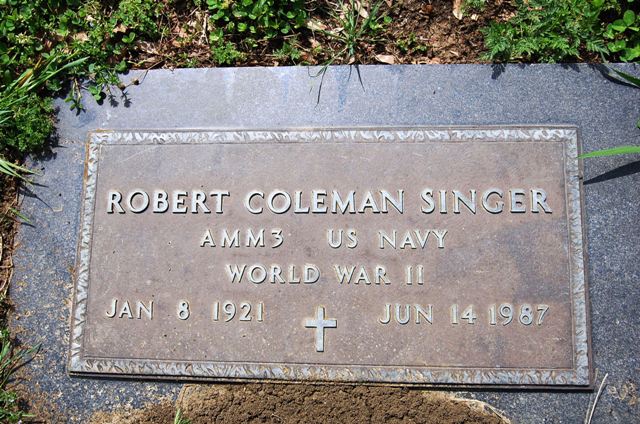 ROBERT COLEMAN SINGER
AMM3 US NAVY
WORLD WAR II
JAN 8 1921 JUN 14 1987